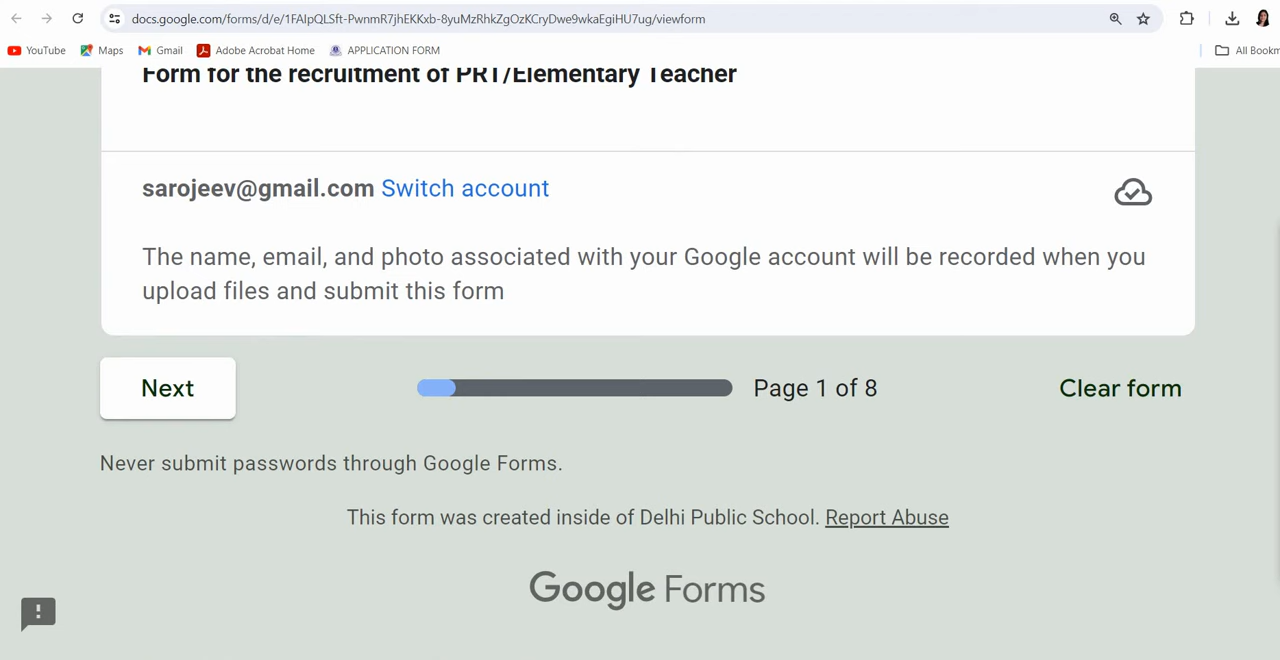 docs.google.com/forms/d/e/1FAIpQLSft-PwnmR7jhEKKxb-8yuMzRhkZgOzKCryDwe9wkaEgiHU7ug/viewform
YouTube Maps Gmail Adobe Acrobat Home APPLICATION FORM All Bookm
Form for the recruitment of PRT/Elementary Teacher
sarojeev@gmail.com Switch account
The name, email, and photo associated with your Google account will be recorded when you
upload files and submit this form
Next Page 1 of 8 Clear form
Never submit passwords through Google Forms.
This form was created inside of Delhi Public School. Report Abuse
Google Forms